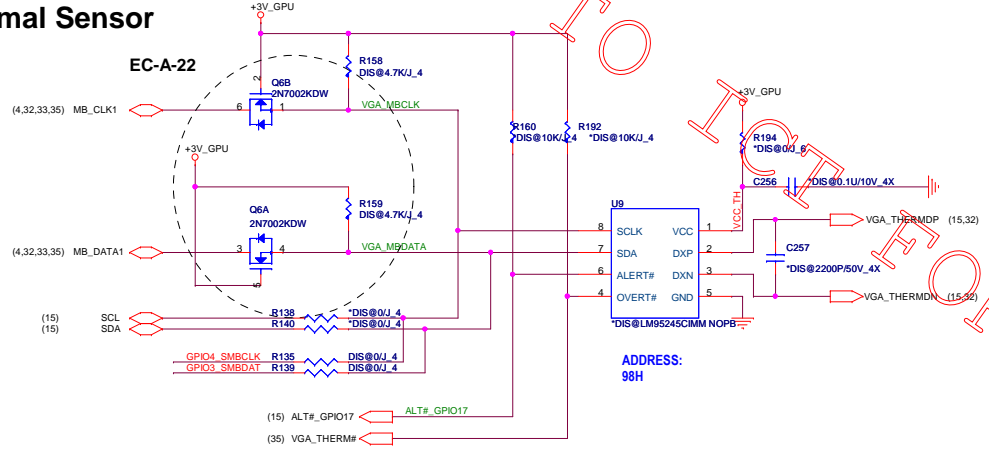 mal Sensor
+3V_GPU
EC-A-22
R158
DIS@4.7K/J_4
Q6B
2N7002KDW
2
6
1
(4,32,33,35) MB_CLK1
VGA_MBCLK
+3V_GPU
+3V_GPU
R160
DIS@10K/J_4
R192
*DIS@10K/J_4
R194
*DIS@0/J_6
C256
*DIS@0.1U/10V_4X
R159
DIS@4.7K/J_4
Q6A
2N7002KDW
3
4
5
(4,32,33,35) MB_DATA1
VGA_MBDATA
VCC_TH
U9
8 SCLK VCC 1
7 SDA DXP 2
6 ALERT# DXN 3
4 OVERT# GND 5
*DIS@LM95245CIMM NOPB
VGA_THERMDP (15,32)
C257
*DIS@2200P/50V_4X
VGA_THERMDN (15,32)
(15) SCL
R138 *DIS@0/J_4
(15) SDA
R140 *DIS@0/J_4
GPIO4_SMBCLK R135 DIS@0/J_4
GPIO3_SMBDAT R139 DIS@0/J_4
ADDRESS:
98H
(15) ALT#_GPIO17
ALT#_GPIO17
(35) VGA_THERM#